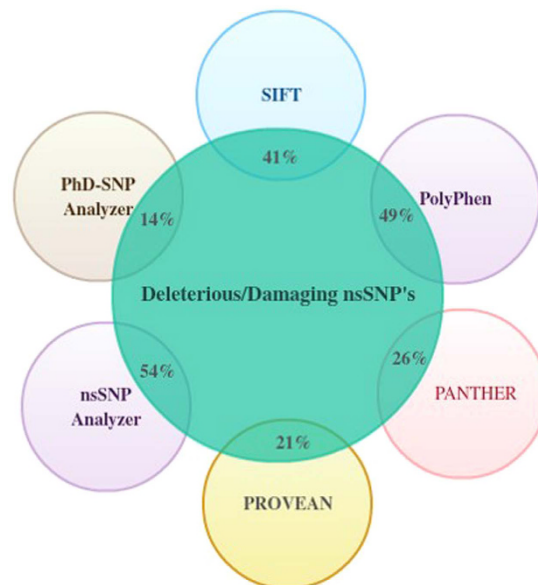 SIFT
41%
PhD-SNP
Analyzer
14%
PolyPhen
49%
Deleterious/Damaging nsSNP's
nsSNP
Analyzer
54%
26%
PANTHER
21%
PROVEAN